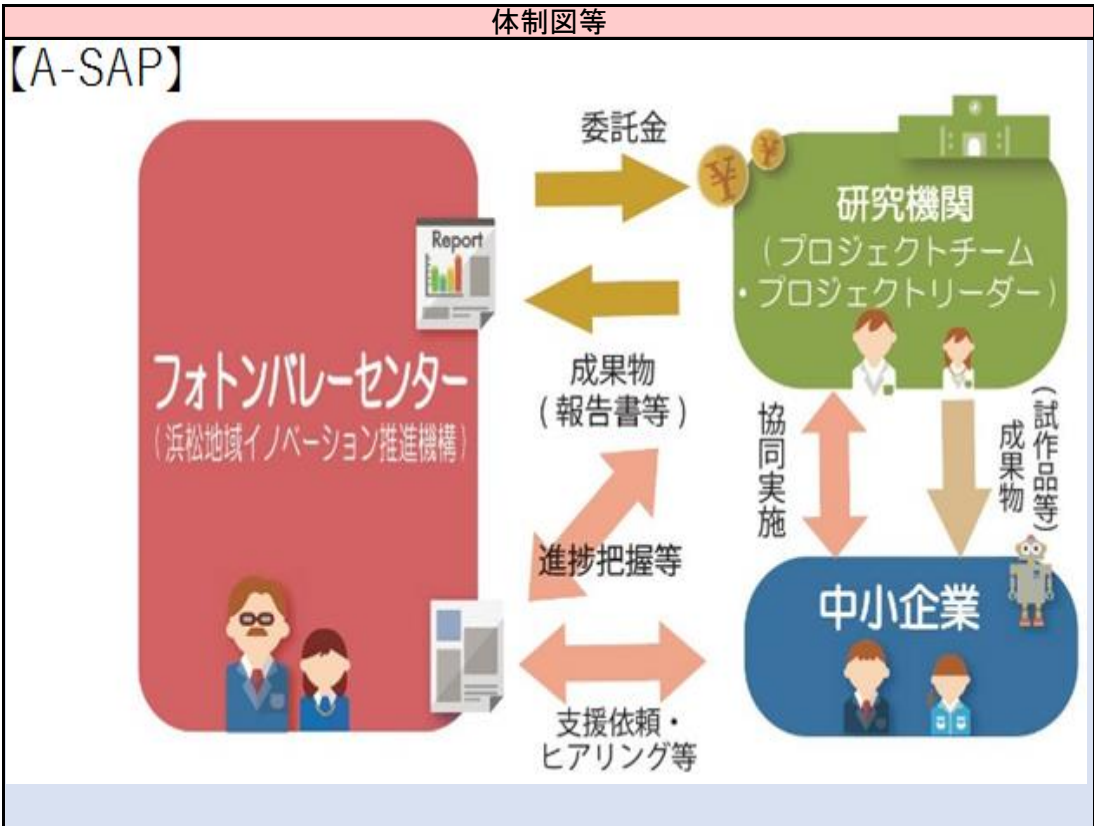 体制図等
【A-SAP】
委託金
Report
フォトンバレーセンター
(浜松地域イノベーション推進機構)
成果物
(報告書等)
進捗把握等
支援依頼・
ヒアリング等
¥
¥
研究機関
(プロジェクトチーム
・プロジェクトリーダー)
協同実施
(試作品等)
成果物
中小企業